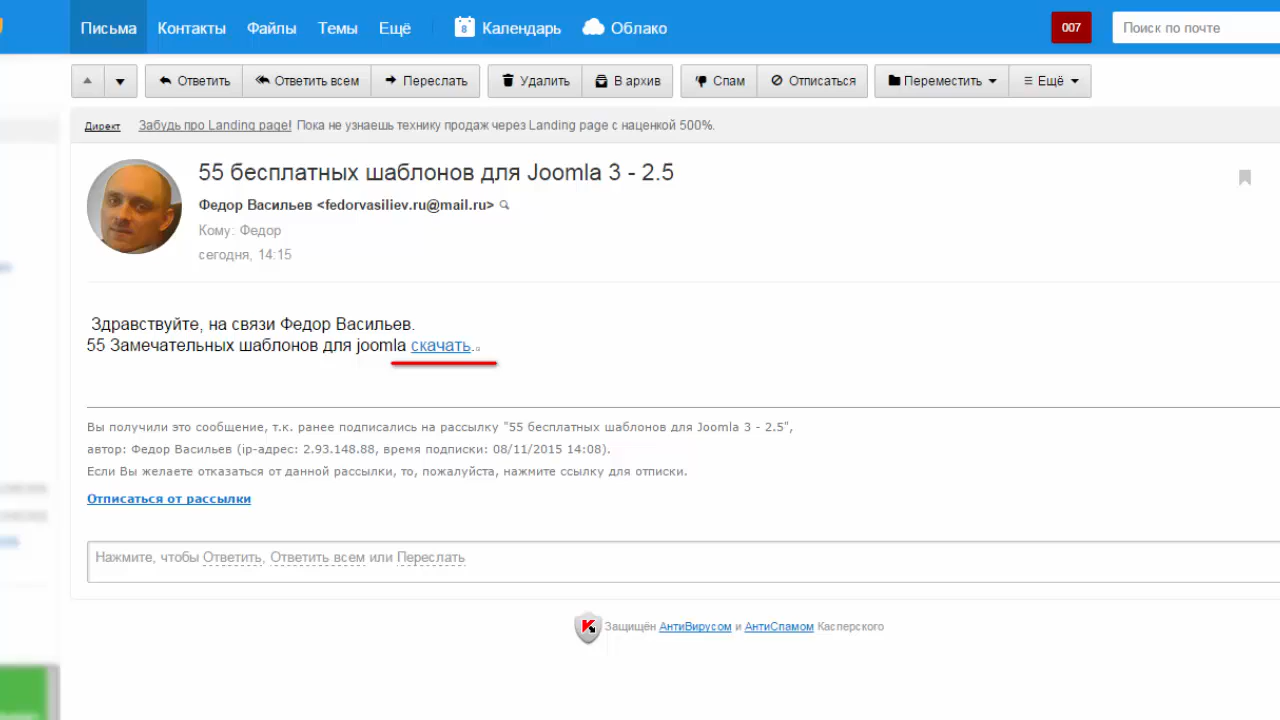 Письма Контакты Файлы Темы Ещё 8 Календарь Облако 007 Поиск по почте
Ответить Ответить всем Переслать Удалить В архив Спам Отписаться Переместить Ещё
Директ Забудь про Landing page! Пока не узнаешь технику продаж через Landing page с наценкой 500%.
55 бесплатных шаблонов для Joomla 3 - 2.5
Федор Васильев <fedorvasiliev.ru@mail.ru>
Кому: Федор
сегодня, 14:15
Здравствуйте, на связи Федор Васильев.
55 Замечательных шаблонов для joomla скачать.
Вы получили это сообщение, т.к. ранее подписались на рассылку "55 бесплатных шаблонов для Joomla 3 - 2.5",
автор: Федор Васильев (ip-адрес: 2.93.148.88, время подписки: 08/11/2015 14:08).
Если Вы желаете отказаться от данной рассылки, то, пожалуйста, нажмите ссылку для отписки.
Отписаться от рассылки
Нажмите, чтобы Ответить, Ответить всем или Переслать
Защищён АнтиВирусом и АнтиСпамом Касперского